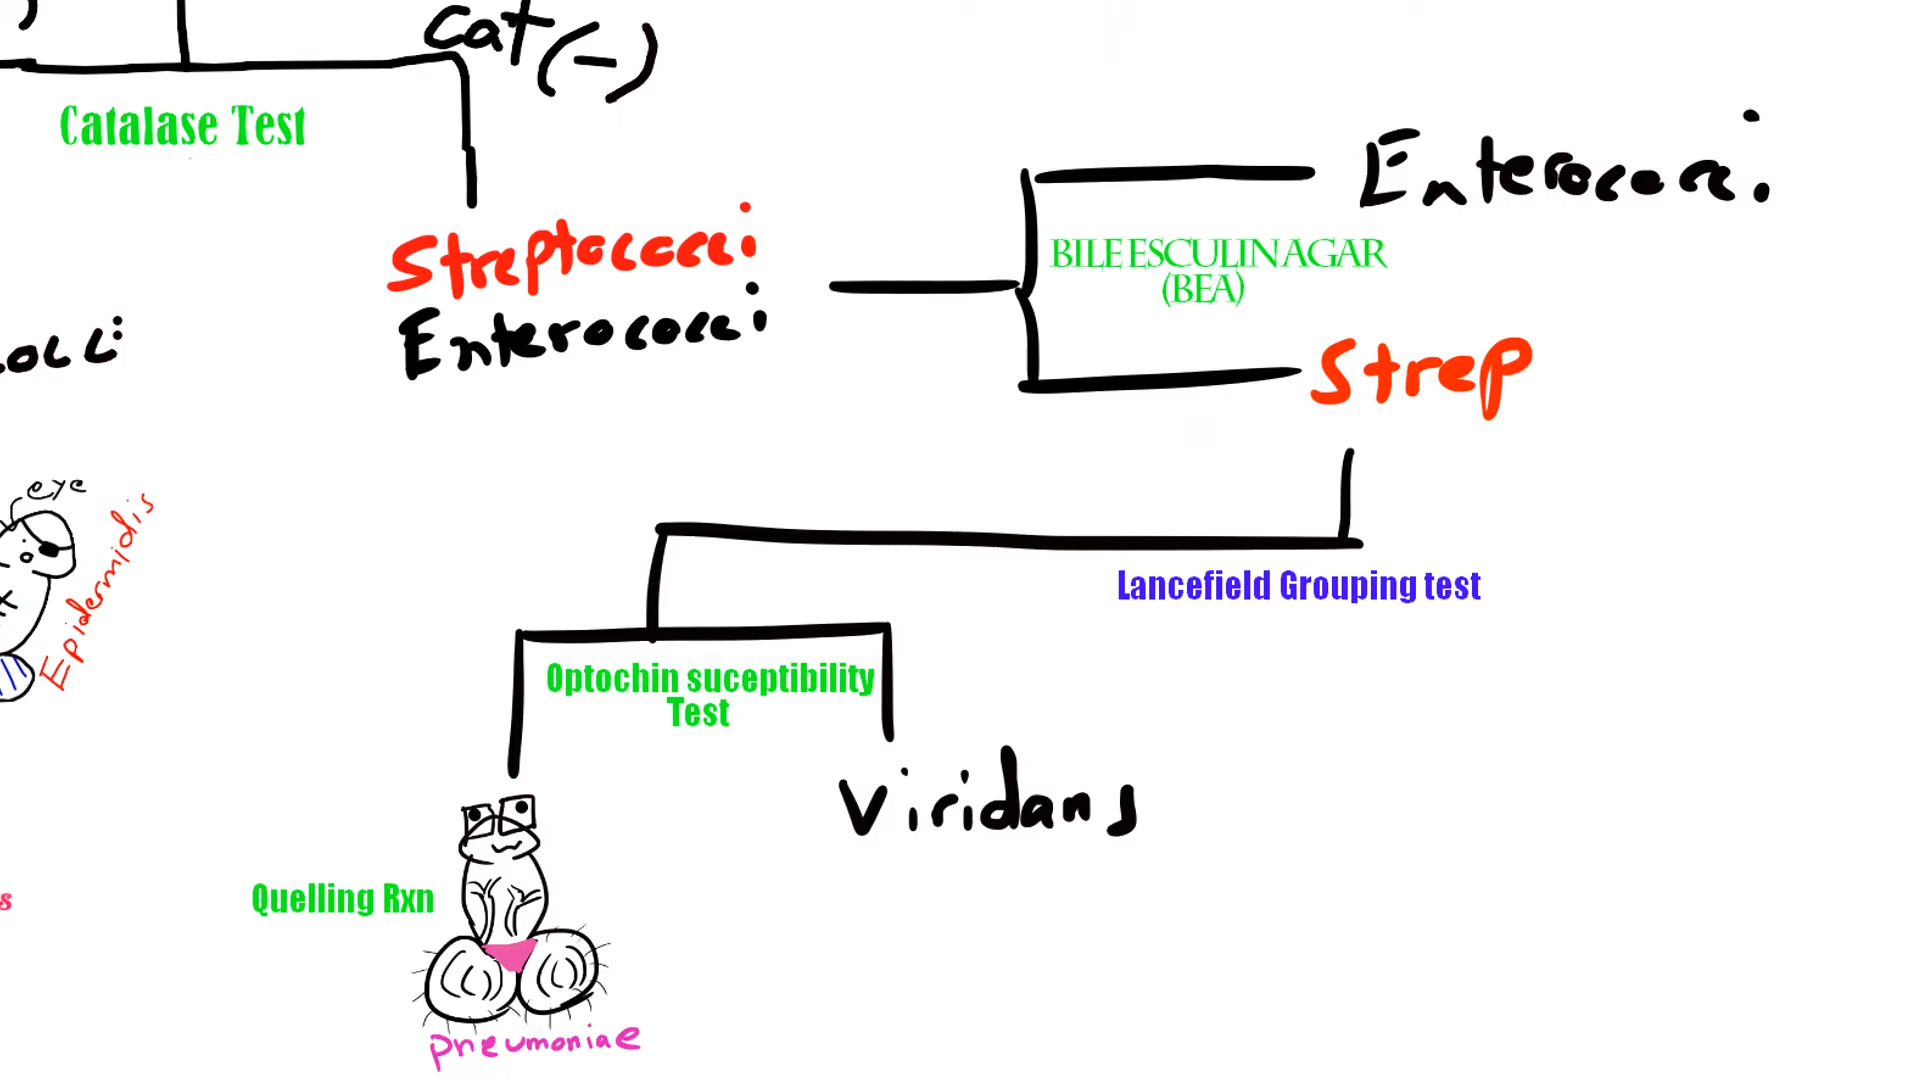 cat (-)
Catalase Test
Enterococci
Streptococci
Enterococci
BILE ESCULIN AGAR
(BEA)
Strep
eye
Epidermidis
Lancefield Grouping test
Optochin suceptibility
Test
Viridans
Quelling Rxn
pneumoniae